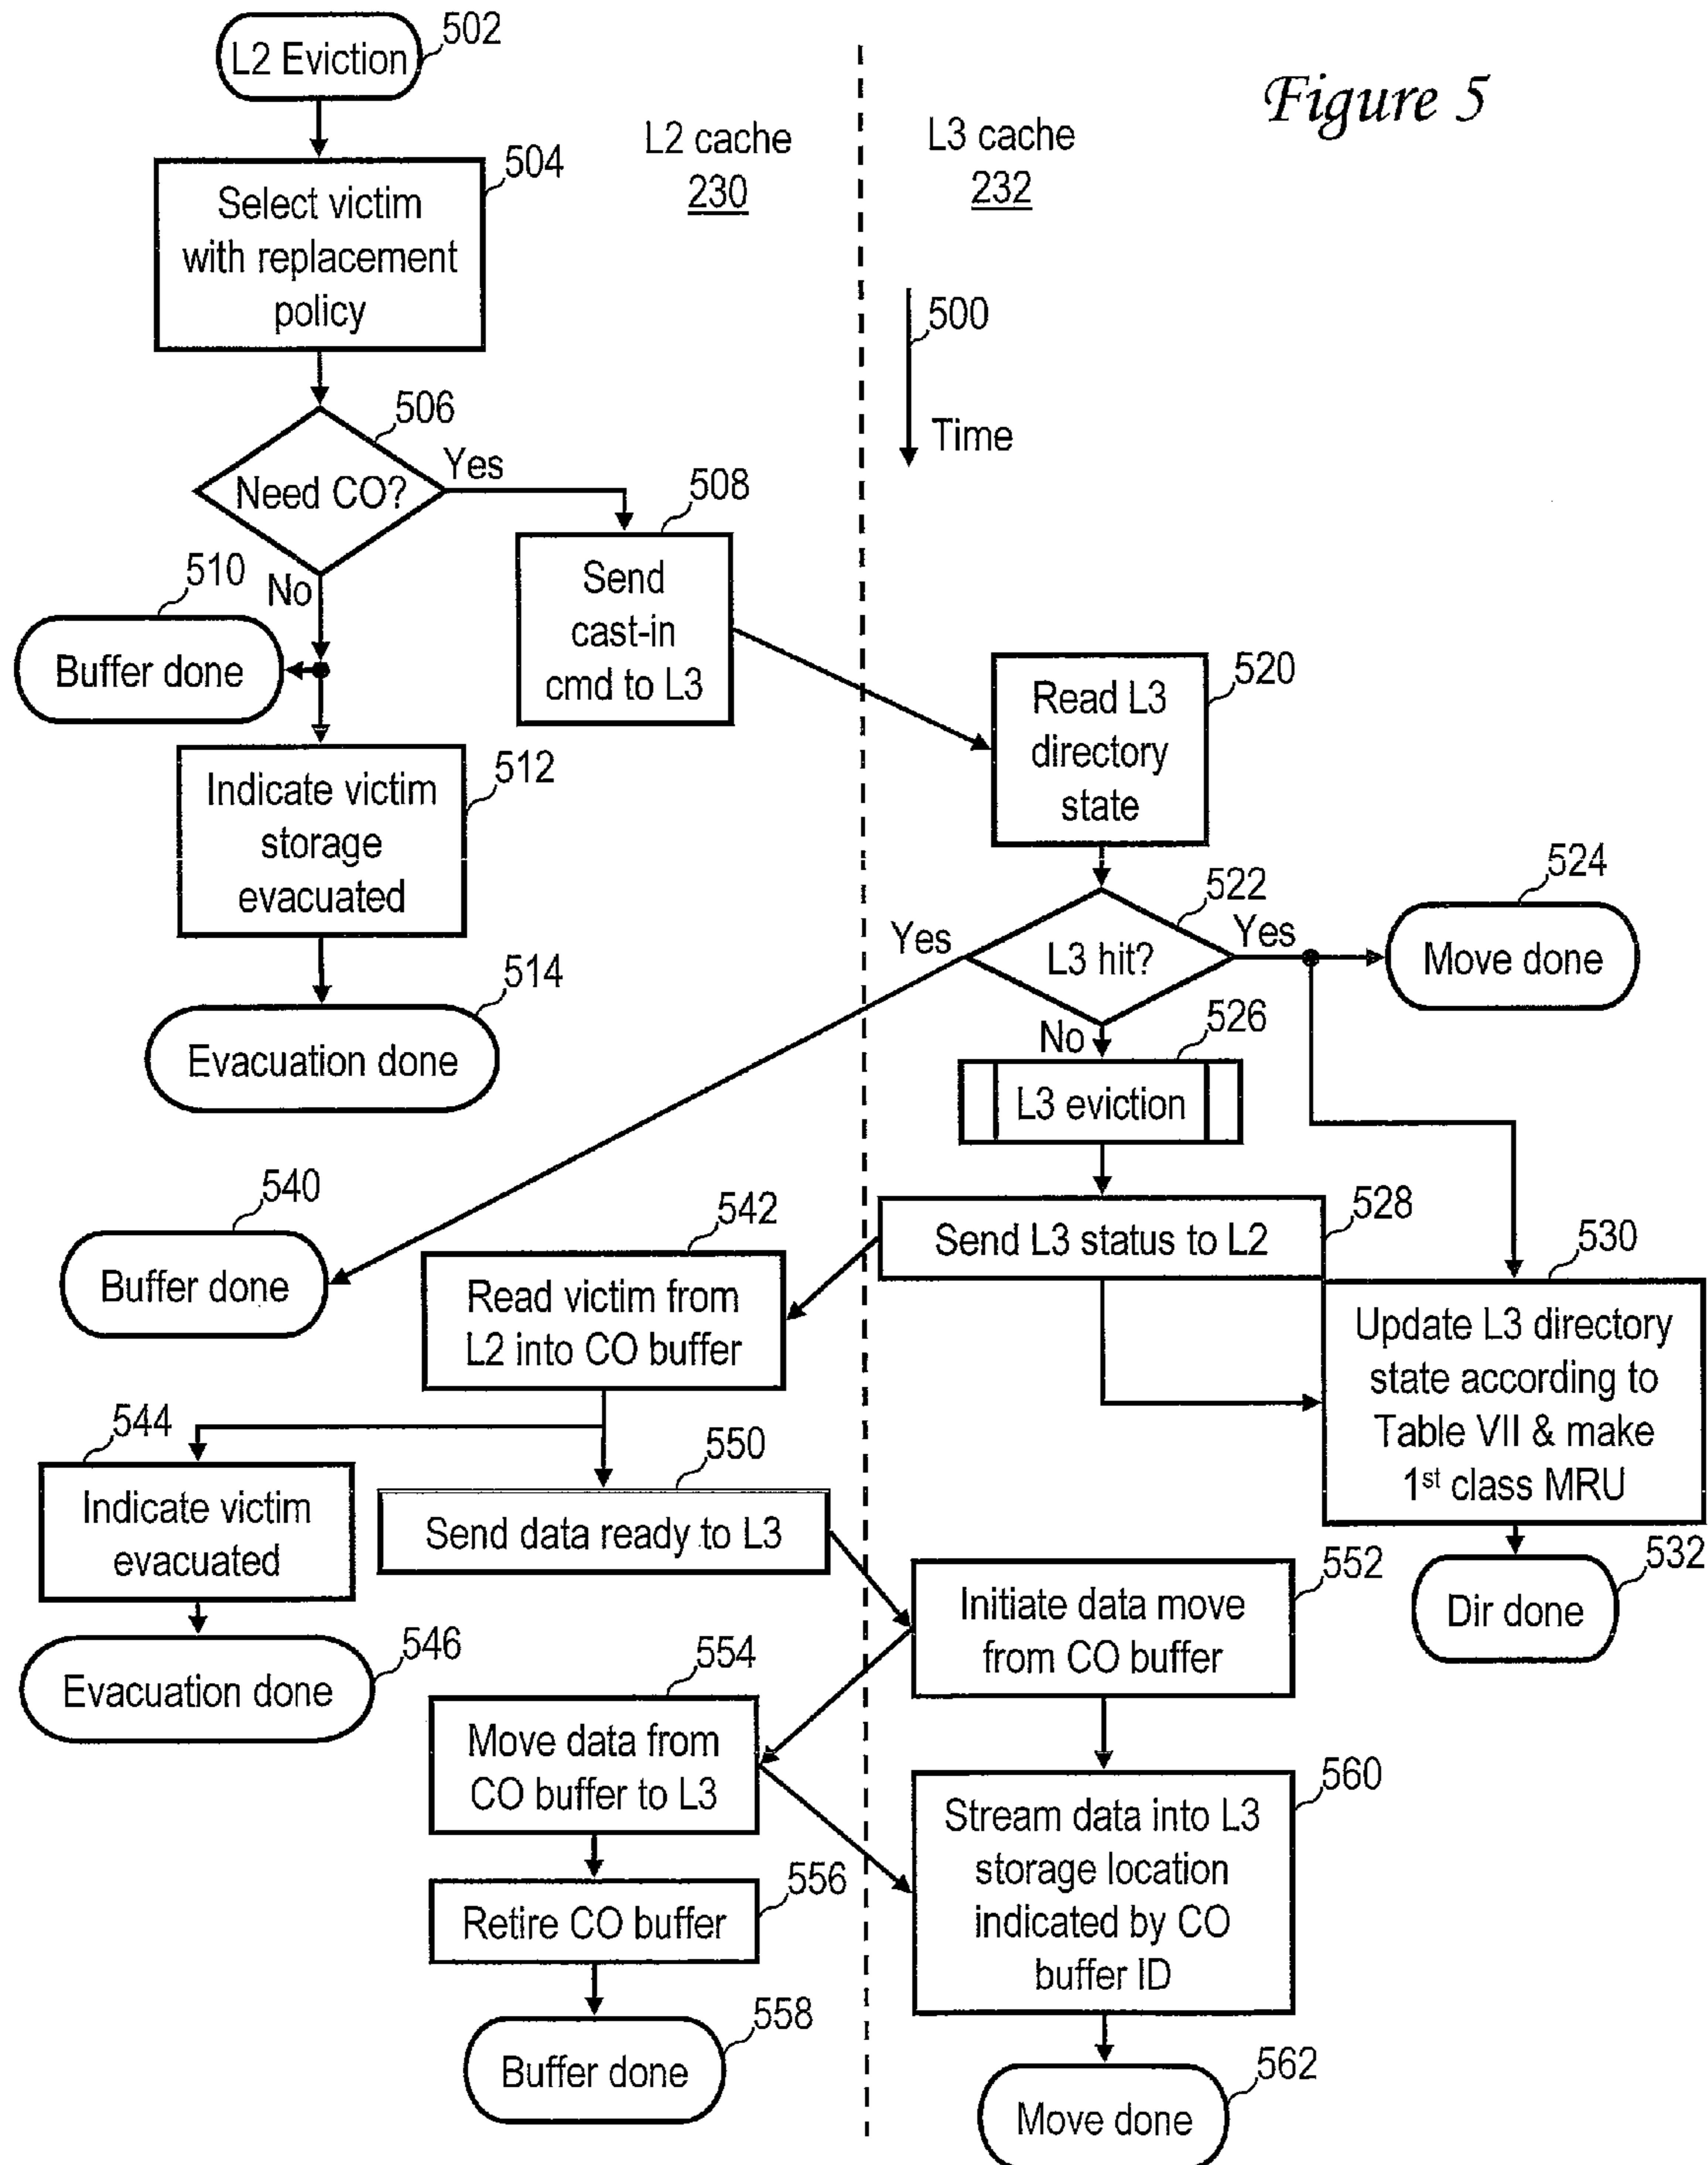 Figure 5
L2 Eviction
502
L2 cache
230
L3 cache
232
Select victim
with replacement
policy
504
500
Time
Need CO?
506
Yes
No
Send
cast-in
cmd to L3
508
Buffer done
510
Indicate victim
storage
evacuated
512
Evacuation done
514
Read L3
directory
state
520
L3 hit?
522
Yes
Yes
No
Move done
524
L3 eviction
526
Send L3 status to L2
528
Update L3 directory
state according to
Table VII & make
1st class MRU
530
Dir done
532
Buffer done
540
Read victim from
L2 into CO buffer
542
Indicate victim
evacuated
544
Evacuation done
546
Send data ready to L3
550
Initiate data move
from CO buffer
552
Move data from
CO buffer to L3
554
Retire CO buffer
556
Buffer done
558
Stream data into L3
storage location
indicated by CO
buffer ID
560
Move done
562